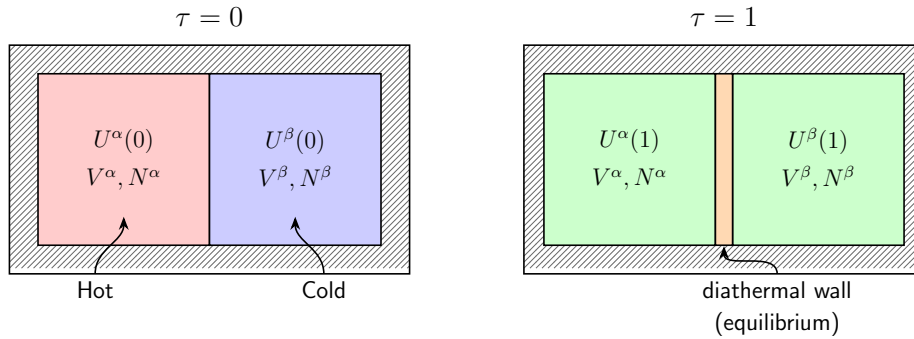 τ = 0
U^α(0)
V^α, N^α
U^β(0)
V^β, N^β
Hot
Cold
τ = 1
U^α(1)
V^α, N^α
U^β(1)
V^β, N^β
diathermal wall
(equilibrium)